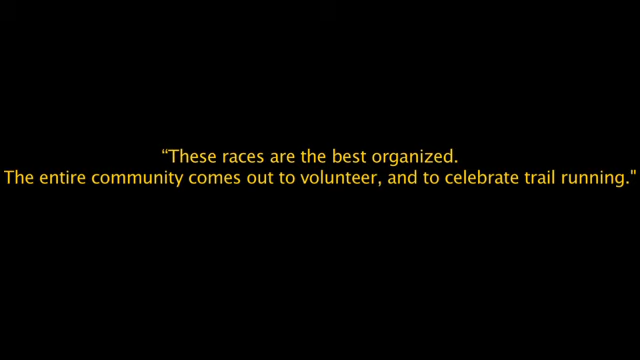 “These races are the best organized.
The entire community comes out to volunteer, and to celebrate trail running."